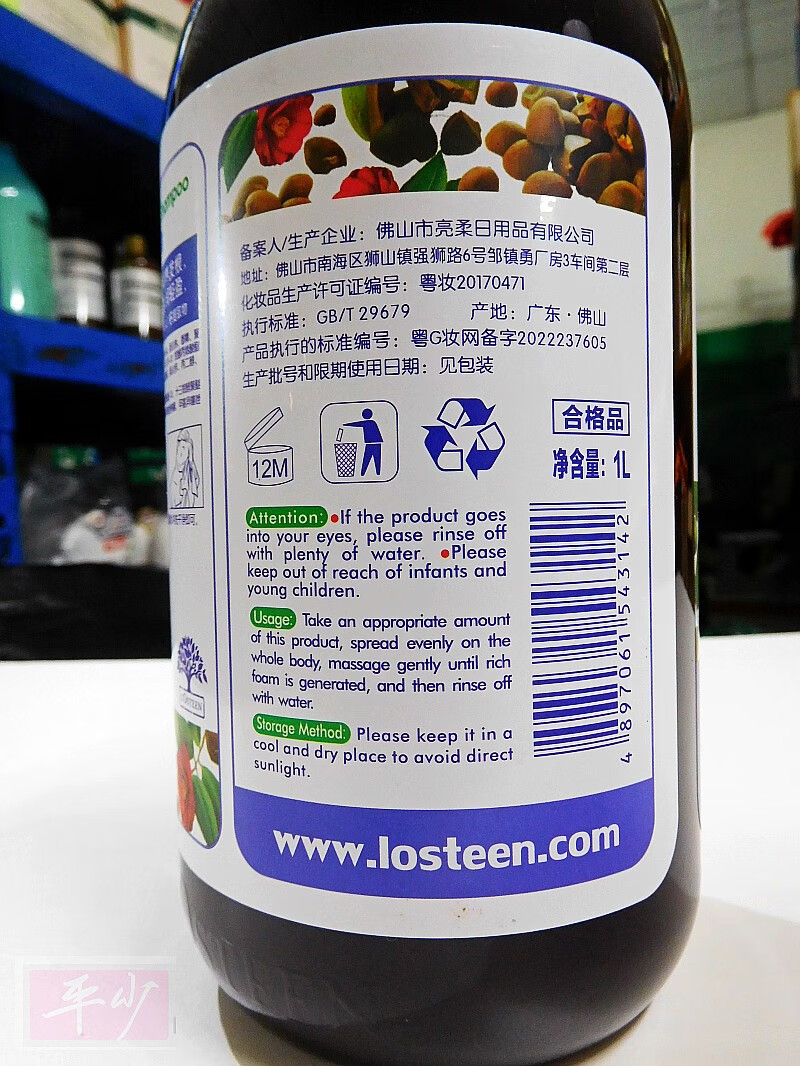 备案人/生产企业：佛山市亮柔日用品有限公司
地址：佛山市南海区狮山镇强狮路6号邹镇勇厂房3车间第二层
化妆品生产许可证编号：粤妆20170471
执行标准：GB/T 29679 产地：广东·佛山
产品执行的标准编号：粤G妆网备字2022237605
生产批号和限期使用日期：见包装
12M
合格品
净含量：1L
Attention: •If the product goes
into your eyes, please rinse off
with plenty of water. •Please
keep out of reach of infants and
young children.
Usage: Take an appropriate amount
of this product, spread evenly on the
whole body, massage gently until rich
foam is generated, and then rinse off
with water.
Storage Method: Please keep it in a
cool and dry place to avoid direct
sunlight.
4 897061 543142
www.losteen.com
平少